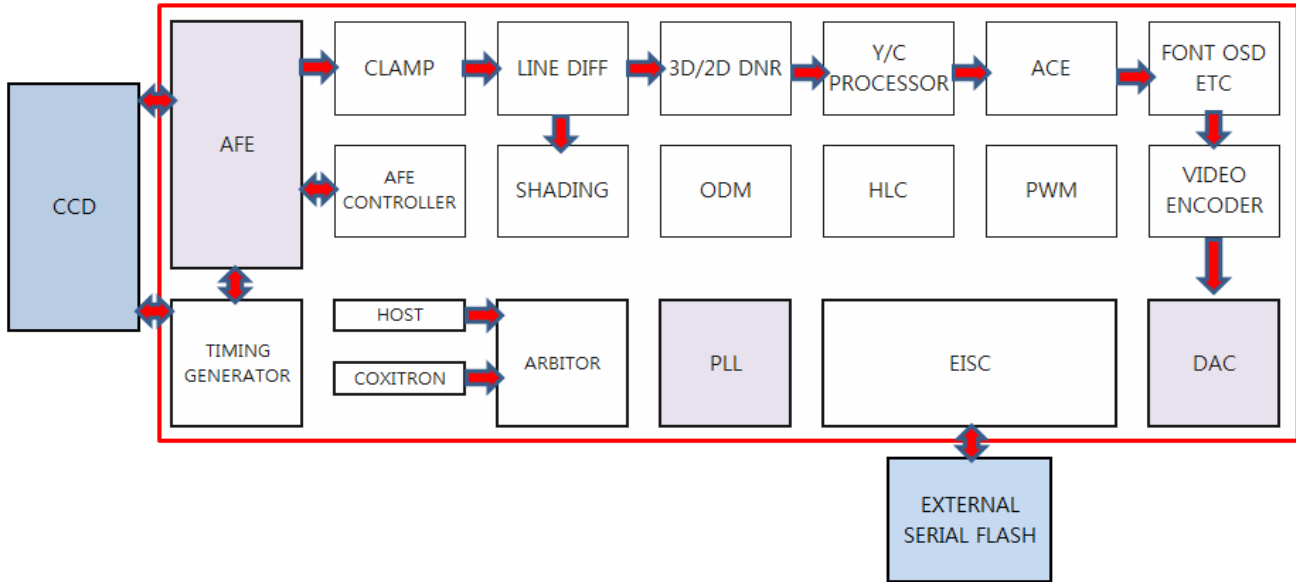 CCD
AFE
CLAMP
LINE DIFF
3D/2D DNR
Y/C
PROCESSOR
ACE
FONT OSD
ETC
AFE
CONTROLLER
SHADING
ODM
HLC
PWM
VIDEO
ENCODER
TIMING
GENERATOR
HOST
COXITRON
ARBITOR
PLL
EISC
DAC
EXTERNAL
SERIAL FLASH